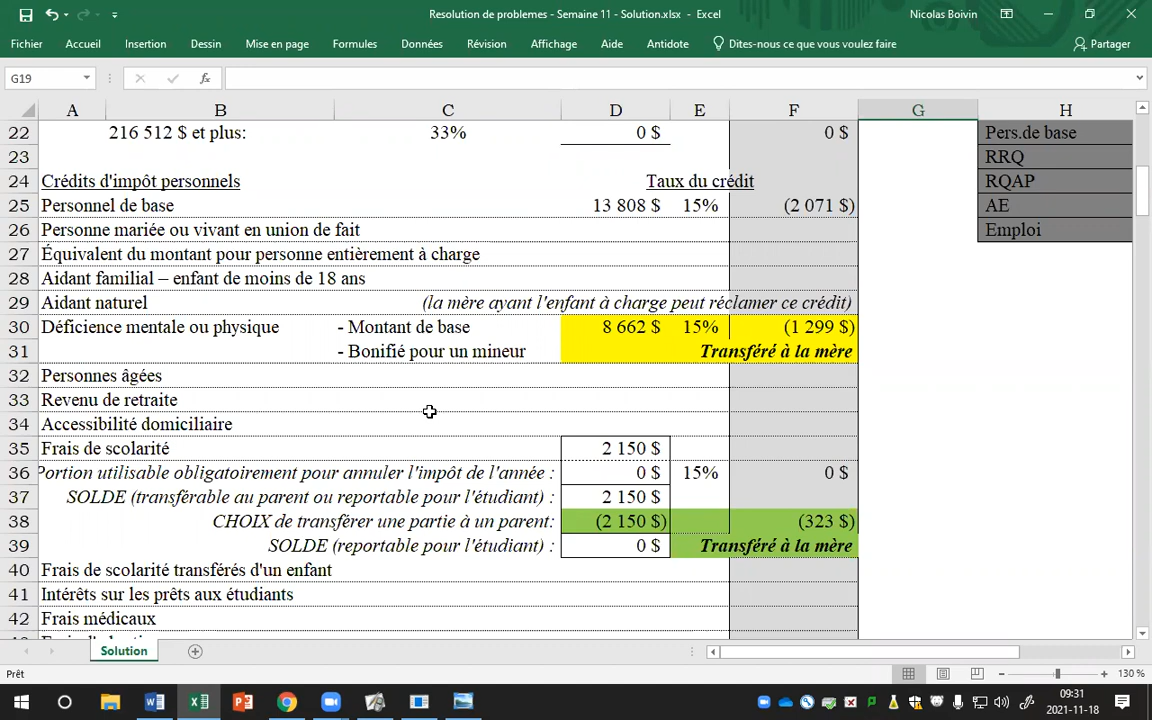 Resolution de problemes - Semaine 11 - Solution.xlsx - Excel
Nicolas Boivin
Fichier Accueil Insertion Dessin Mise en page Formules Données Révision Affichage Aide Antidote Dites-nous ce que vous voulez faire Partager
G19 fx
A B C D E F G H
22 216 512 $ et plus: 33% 0 $ 0 $ Pers.de base
23 RRQ
24 Crédits d'impôt personnels Taux du crédit RQAP
25 Personnel de base 13 808 $ 15% (2 071 $) AE
26 Personne mariée ou vivant en union de fait Emploi
27 Équivalent du montant pour personne entièrement à charge
28 Aidant familial – enfant de moins de 18 ans
29 Aidant naturel (la mère ayant l'enfant à charge peut réclamer ce crédit)
30 Déficience mentale ou physique - Montant de base 8 662 $ 15% (1 299 $)
31 - Bonifié pour un mineur Transféré à la mère
32 Personnes âgées
33 Revenu de retraite
34 Accessibilité domiciliaire
35 Frais de scolarité 2 150 $
36 Portion utilisable obligatoirement pour annuler l'impôt de l'année : 0 $ 15% 0 $
37 SOLDE (transférable au parent ou reportable pour l'étudiant) : 2 150 $
38 CHOIX de transférer une partie à un parent: (2 150 $) (323 $)
39 SOLDE (reportable pour l'étudiant) : 0 $ Transféré à la mère
40 Frais de scolarité transférés d'un enfant
41 Intérêts sur les prêts aux étudiants
42 Frais médicaux
Solution
Prêt 130 %
09:31
2021-11-18